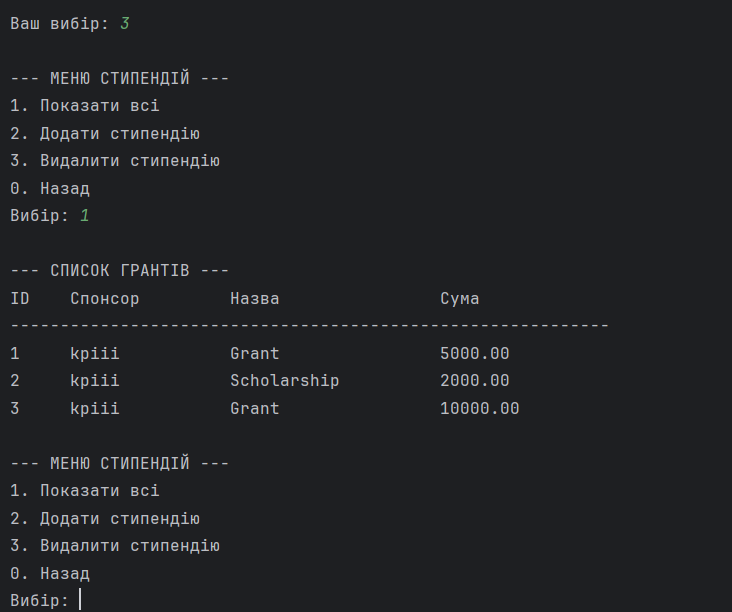 Ваш вибір: 3
--- МЕНЮ СТИПЕНДІЙ ---
1. Показати всі
2. Додати стипендію
3. Видалити стипендію
0. Назад
Вибір: 1
--- СПИСОК ГРАНТІВ ---
ID Спонсор Назва Сума
------------------------------------------------------------
1 kpiii Grant 5000.00
2 kpiii Scholarship 2000.00
3 kpiii Grant 10000.00
--- МЕНЮ СТИПЕНДІЙ ---
1. Показати всі
2. Додати стипендію
3. Видалити стипендію
0. Назад
Вибір: